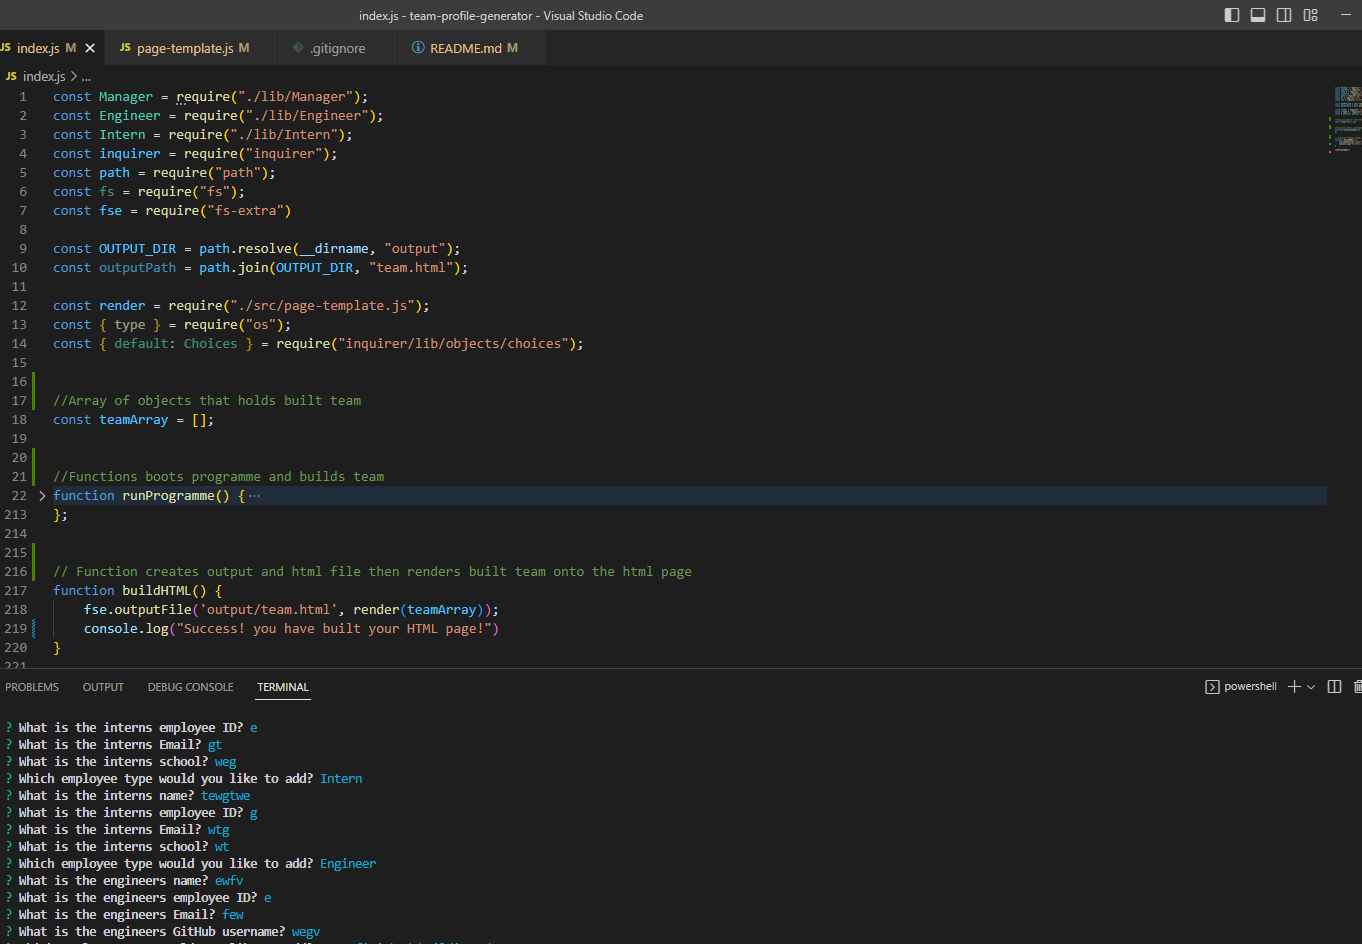 index.js - team-profile-generator - Visual Studio Code
JS index.js M JS page-template.js M .gitignore README.md M
JS index.js > ...
1 const Manager = require("./lib/Manager");
2 const Engineer = require("./lib/Engineer");
3 const Intern = require("./lib/Intern");
4 const inquirer = require("inquirer");
5 const path = require("path");
6 const fs = require("fs");
7 const fse = require("fs-extra")
8
9 const OUTPUT_DIR = path.resolve(__dirname, "output");
10 const outputPath = path.join(OUTPUT_DIR, "team.html");
11
12 const render = require("./src/page-template.js");
13 const { type } = require("os");
14 const { default: Choices } = require("inquirer/lib/objects/choices");
15
16
17 //Array of objects that holds built team
18 const teamArray = [];
19
20
21 //Functions boots programme and builds team
22 function runProgramme() { ...
213 };
214
215
216 // Function creates output and html file then renders built team onto the html page
217 function buildHTML() {
218 fse.outputFile('output/team.html', render(teamArray));
219 console.log("Success! you have built your HTML page!")
220 }
221
PROBLEMS OUTPUT DEBUG CONSOLE TERMINAL powershell
? What is the interns employee ID? e
? What is the interns Email? gt
? What is the interns school? weg
? Which employee type would you like to add? Intern
? What is the interns name? tewgtwe
? What is the interns employee ID? g
? What is the interns Email? wtg
? What is the interns school? wt
? Which employee type would you like to add? Engineer
? What is the engineers name? ewfv
? What is the engineers employee ID? e
? What is the engineers Email? few
? What is the engineers GitHub username? wegv